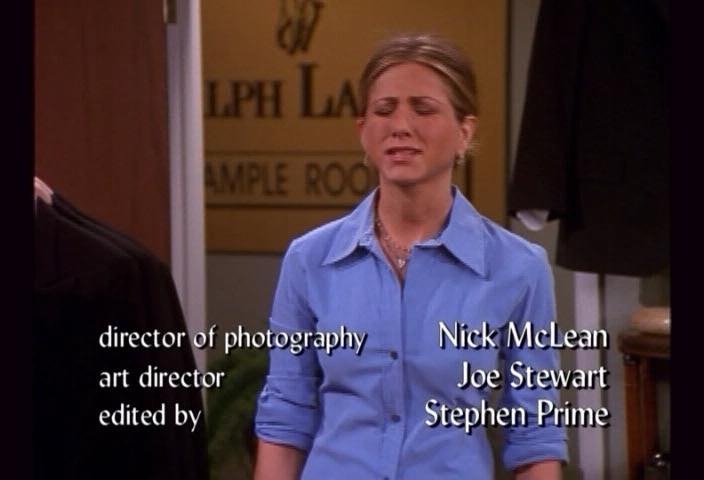 LPH LA
AMPLE ROO
director of photography Nick McLean
art director Joe Stewart
edited by Stephen Prime